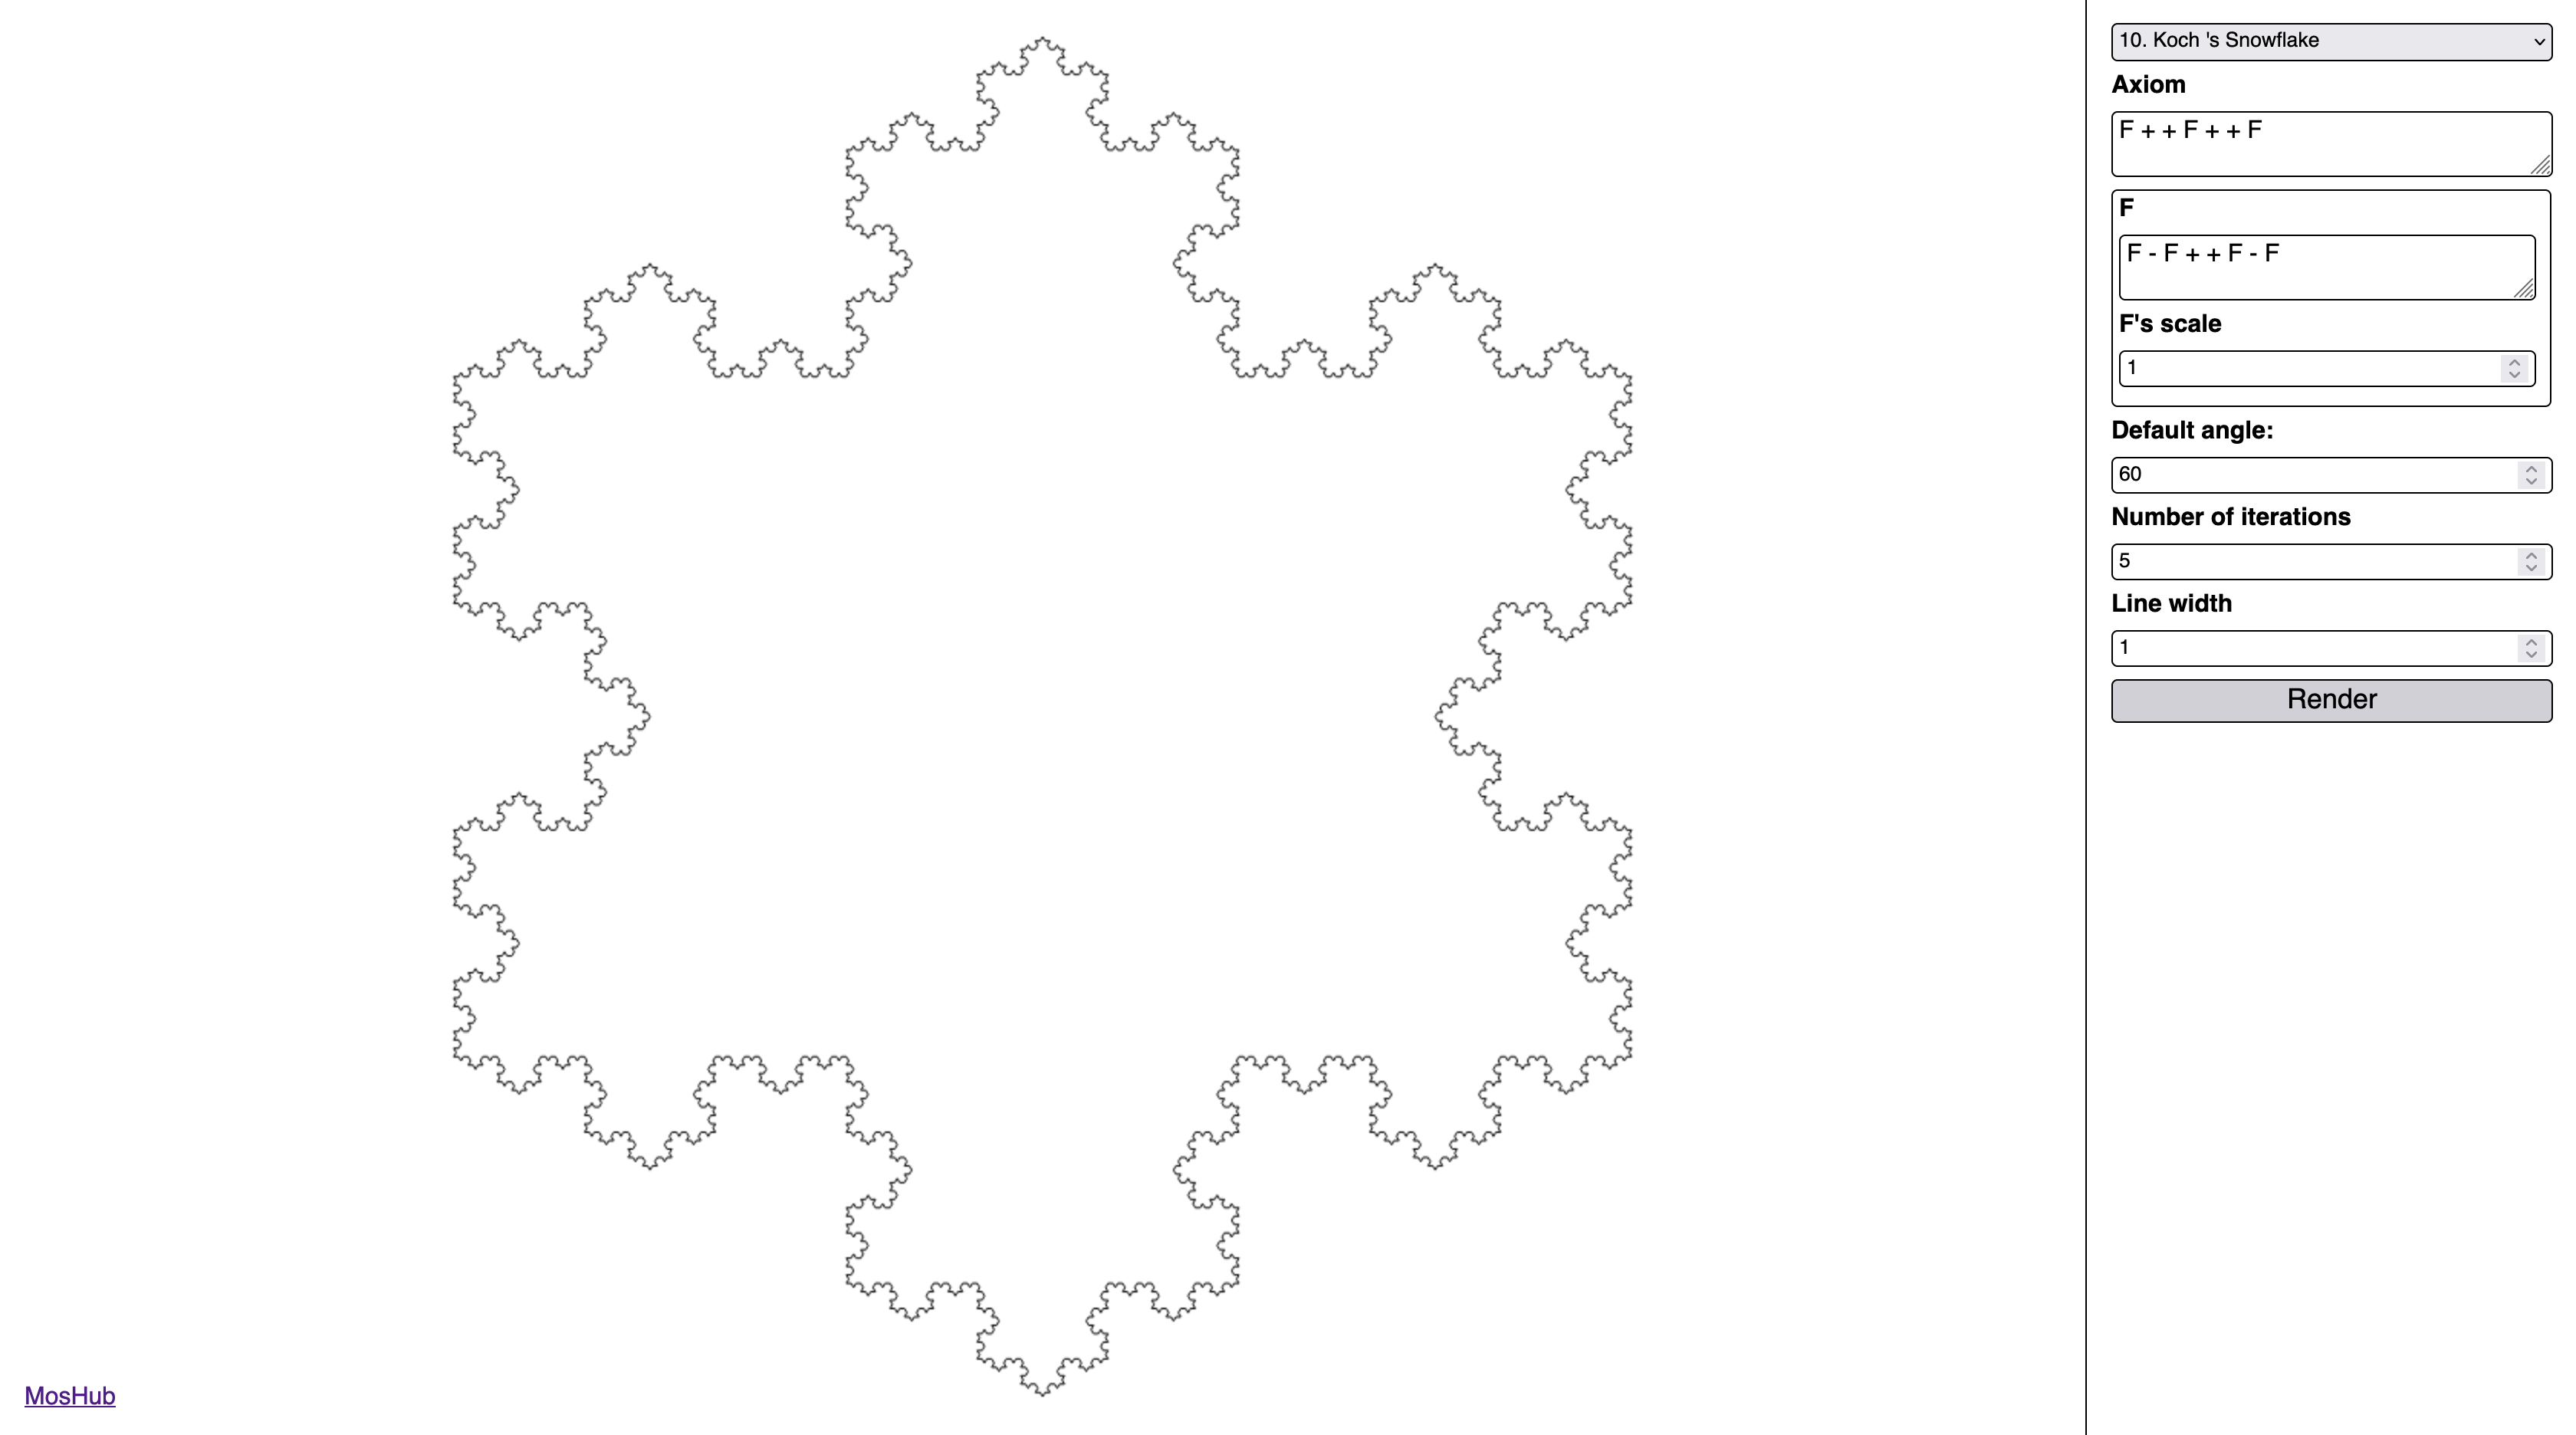 10. Koch 's Snowflake
Axiom
F + + F + + F
F
F - F + + F - F
F's scale
1
Default angle:
60
Number of iterations
5
Line width
1
Render
MosHub